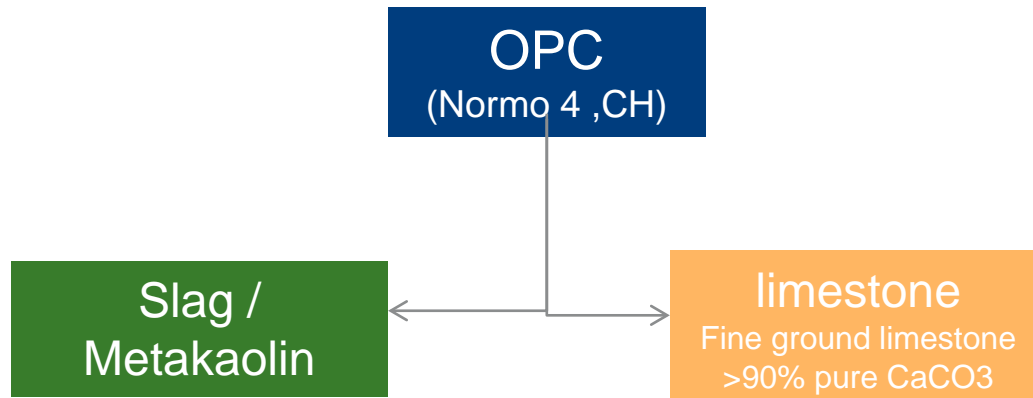 OPC
(Normo 4 ,CH)
Slag /
Metakaolin
limestone
Fine ground limestone
>90% pure CaCO3